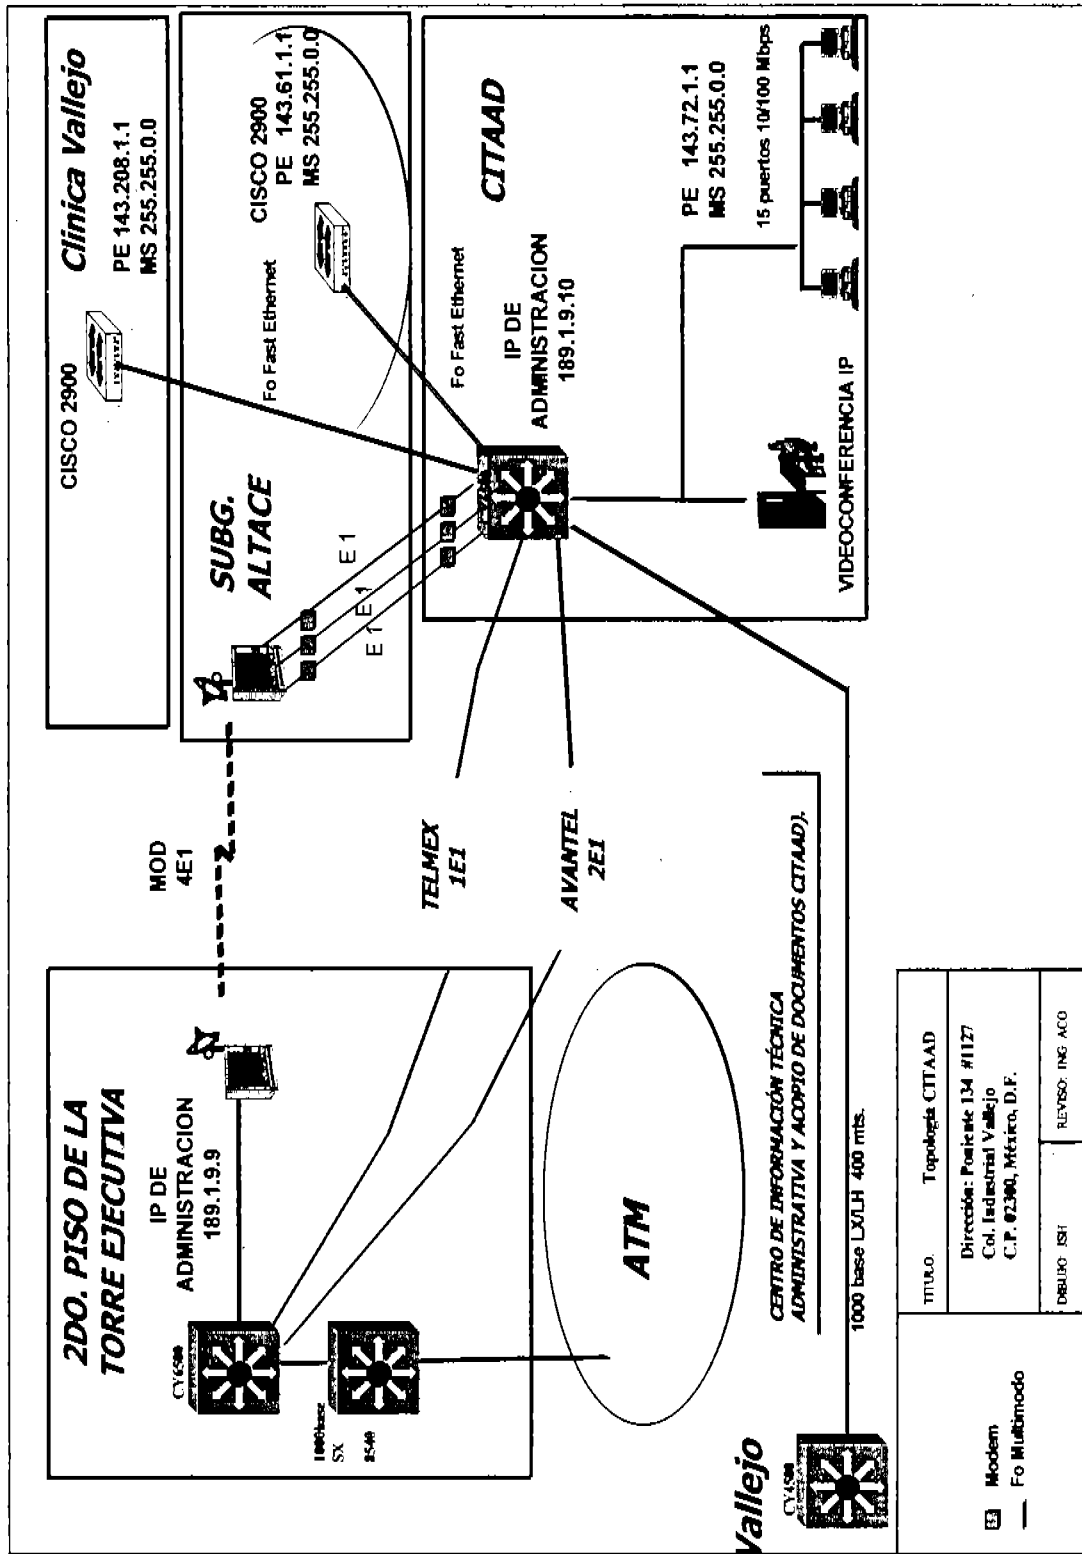 2DO. PISO DE LA
TORRE EJECUTIVA
CY6500
IP DE
ADMINISTRACION
189.1.9.9
1000base
SX
8540
ATM
MOD
4E1
TELMEX
1E1
AVANTEL
2E1
Clínica Vallejo
CISCO 2900
PE 143.208.1.1
MS 255.255.0.0
SUBG.
ALTACE
E 1
E 1
E 1
Fo Fast Ethernet
CISCO 2900
PE 143.61.1.1
MS 255.255.0.0
CITAAD
Fo Fast Ethernet
IP DE
ADMINISTRACION
189.1.9.10
PE 143.72.1.1
MS 255.255.0.0
15 puertos 10/100 Mbps
VIDEOCONFERENCIA IP
CENTRO DE INFORMACIÓN TÉCNICA
ADMINISTRATIVA Y ACOPIO DE DOCUMENTOS CITAAD).
1000 base LX/LH 400 mts.
Vallejo
CY4500
Modem
Fo Multimodo
TITULO. Topología CITAAD
Dirección: Poniente 134 #1127
Col. Industrial Vallejo
C.P. 02300, México, D.F.
DIBUJO: JSH
REVISO: ING ACO